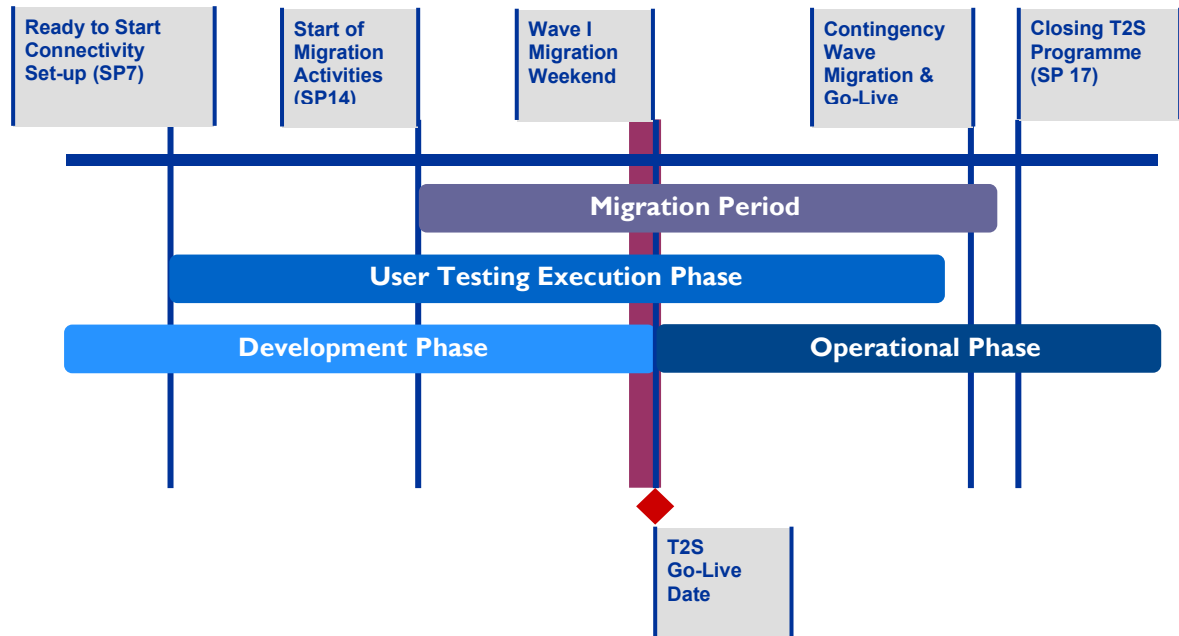 Ready to Start
Connectivity
Set-up (SP7)
Start of
Migration
Activities
(SP14)
Wave I
Migration
Weekend
Contingency
Wave
Migration &
Go-Live
Closing T2S
Programme
(SP 17)
Migration Period
User Testing Execution Phase
Development Phase
Operational Phase
T2S
Go-Live
Date